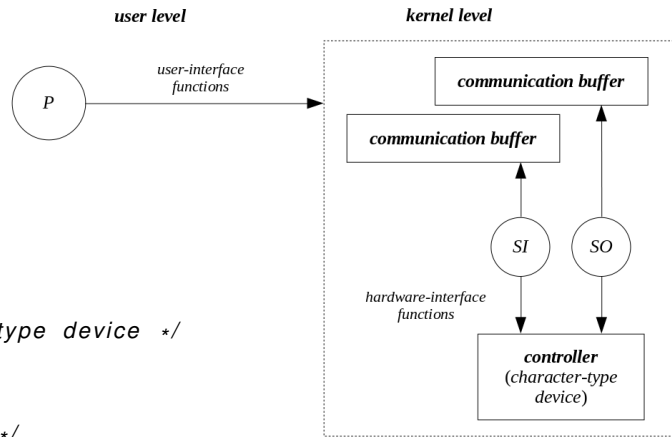 user level
kernel level
user-interface
functions
P
communication buffer
communication buffer
SI
SO
hardware-interface
functions
type device */
controller
(character-type
device)
*/